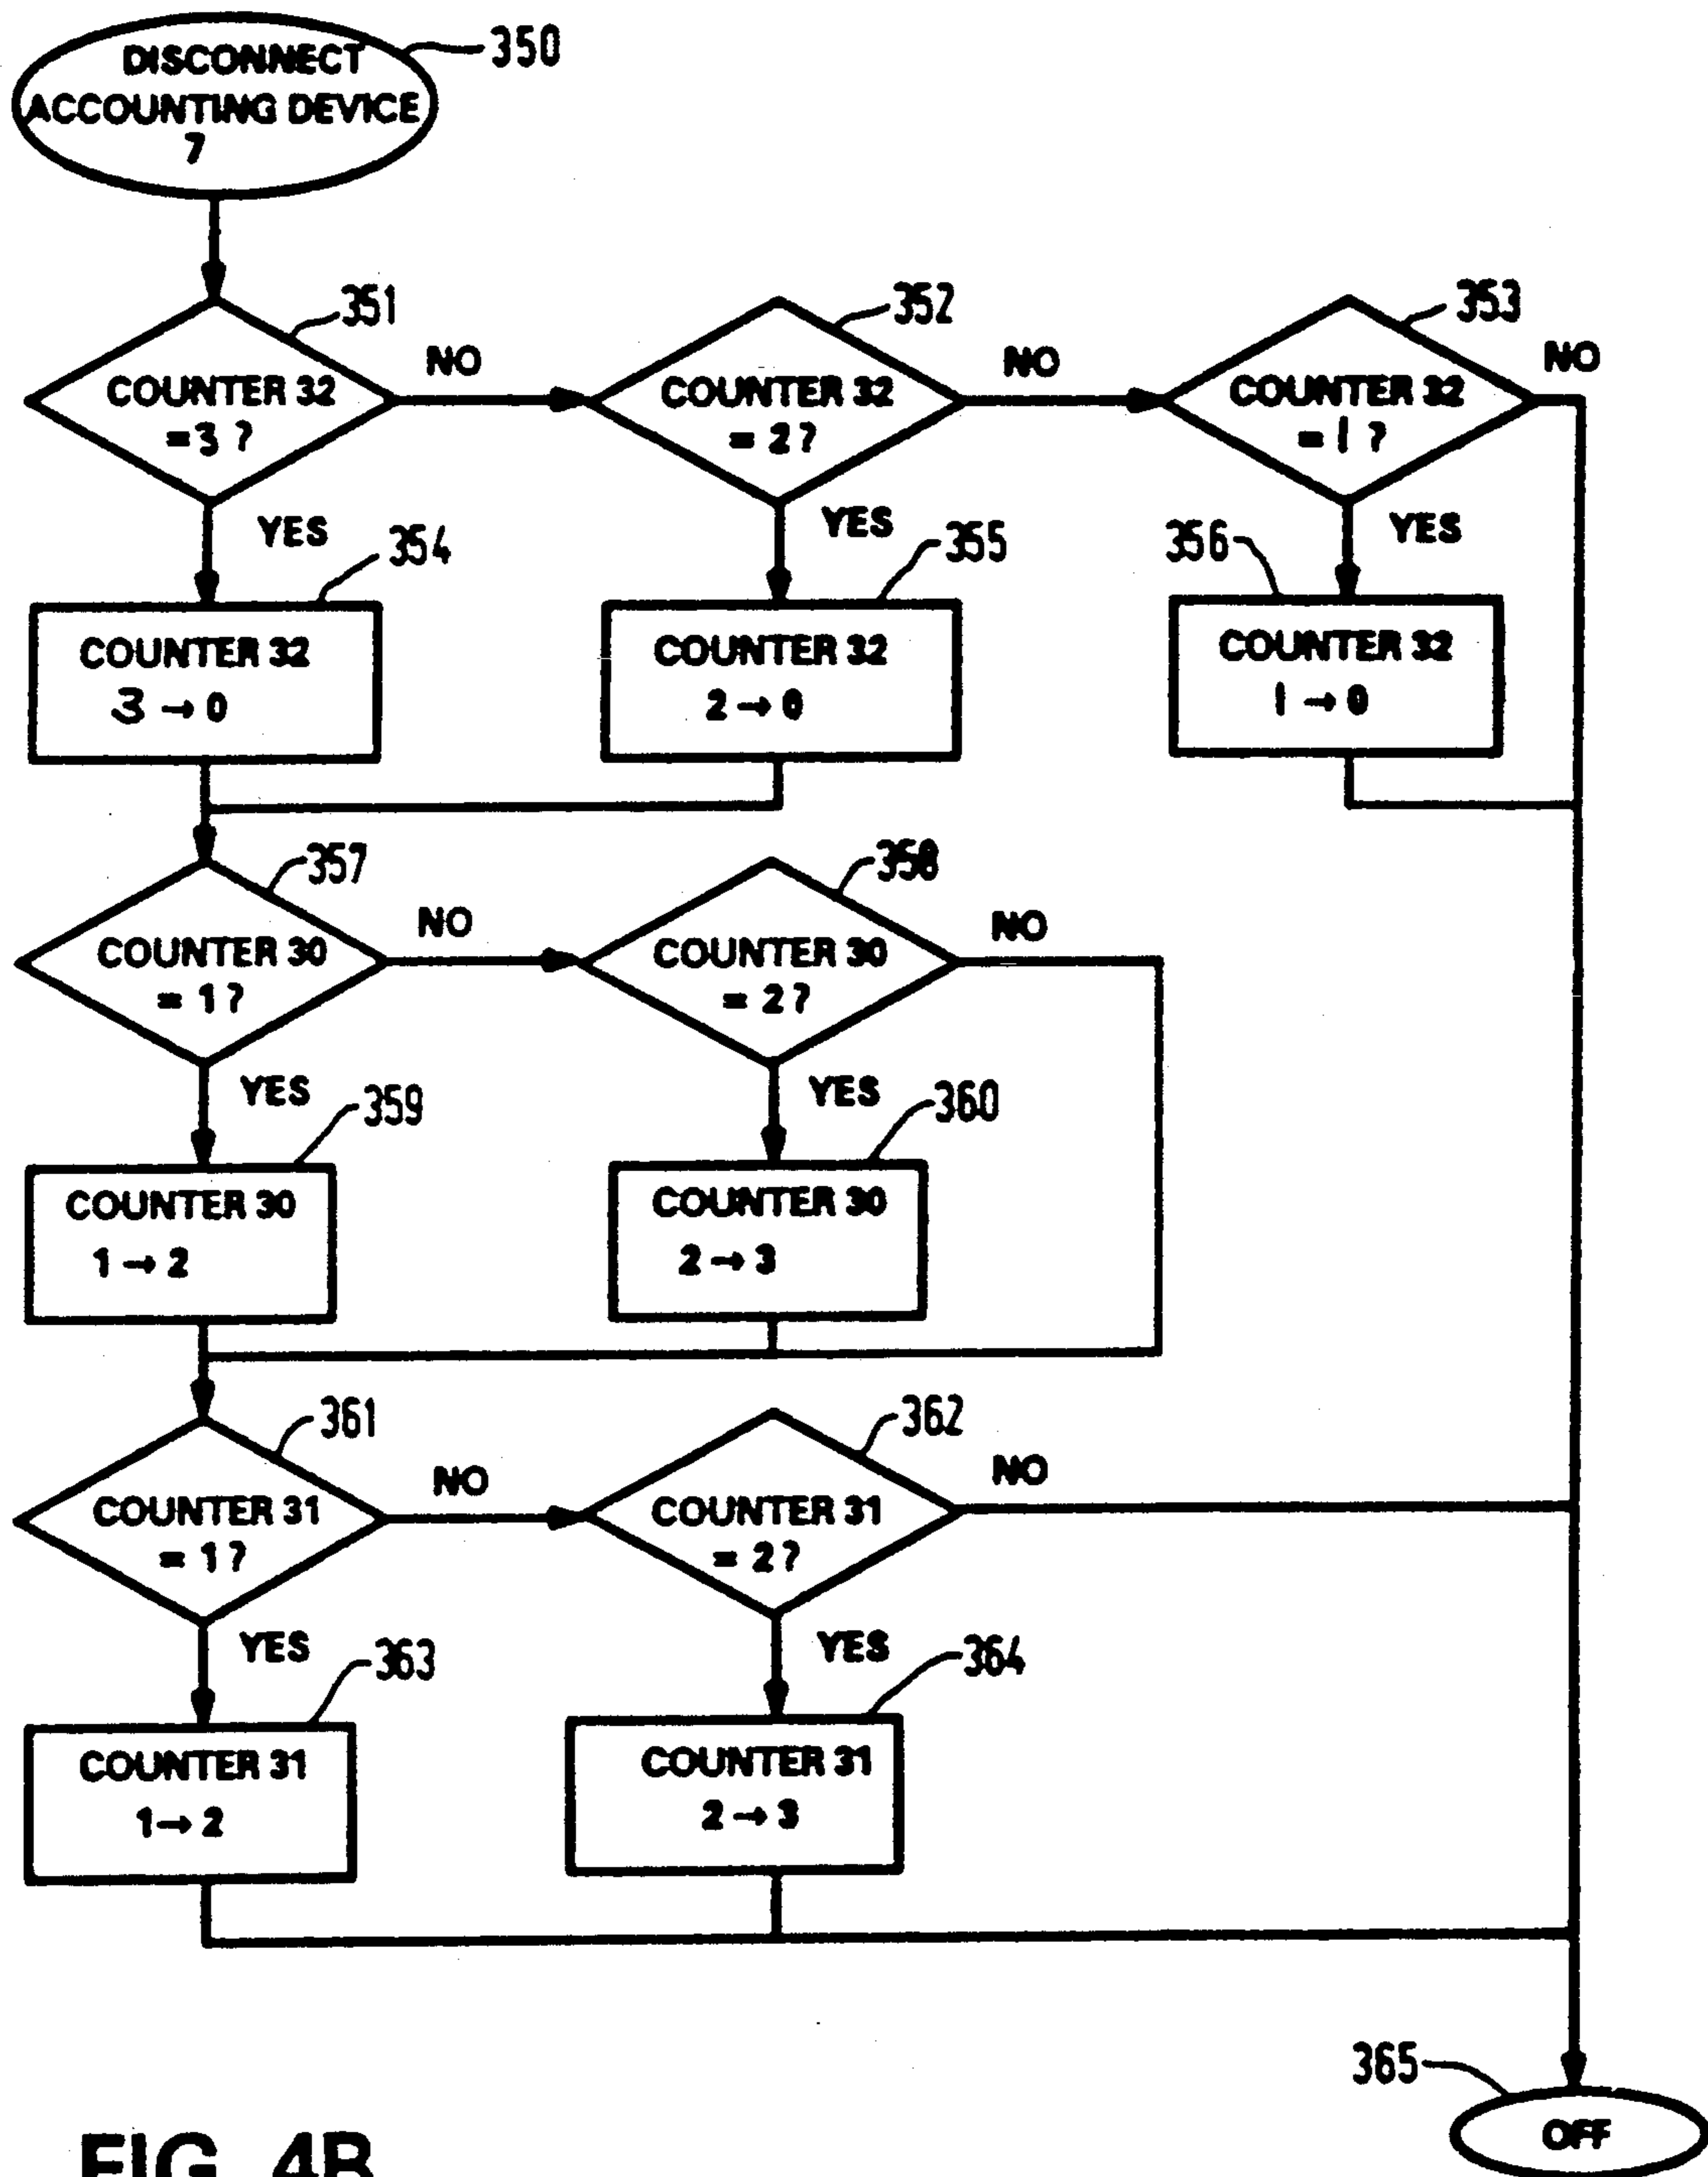 350
DISCONNECT
ACCOUNTING DEVICE
7
351
352
353
NO
NO
NO
COUNTER 32
= 3 ?
COUNTER 32
= 2 ?
COUNTER 32
= 1 ?
YES
YES
YES
354
355
356
COUNTER 32
3 → 0
COUNTER 32
2 → 0
COUNTER 32
1 → 0
357
358
NO
NO
COUNTER 30
= 1 ?
COUNTER 30
= 2 ?
YES
YES
359
360
COUNTER 30
1 → 2
COUNTER 30
2 → 3
361
362
NO
NO
COUNTER 31
= 1 ?
COUNTER 31
= 2 ?
YES
YES
363
364
COUNTER 31
1 → 2
COUNTER 31
2 → 3
365
OFF
FIG. 4B